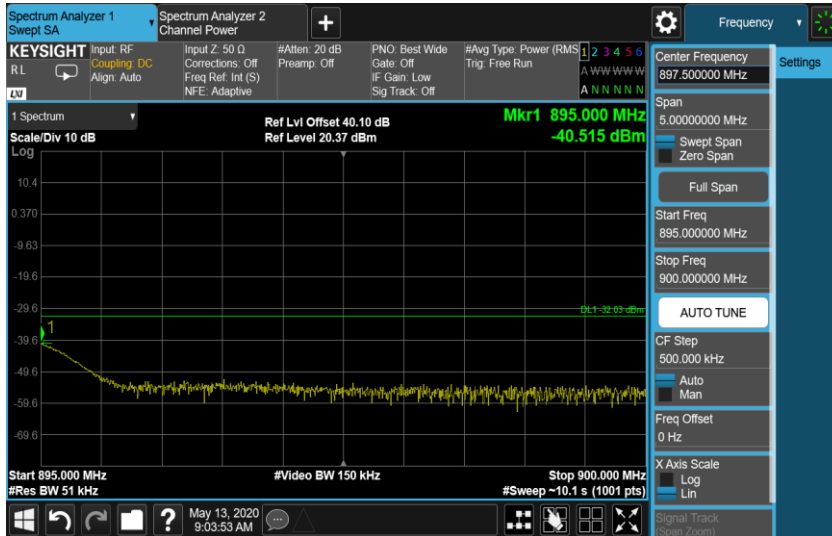 Spectrum Analyzer 1
Swept SA
Spectrum Analyzer 2
Channel Power
Frequency
KEYSIGHT
RL
LXI
Input: RF
Coupling: DC
Align: Auto
Input Z: 50 Ω
Corrections: Off
Freq Ref: Int (S)
NFE: Adaptive
#Atten: 20 dB
Preamp: Off
PNO: Best Wide
Gate: Off
IF Gain: Low
Sig Track: Off
#Avg Type: Power (RMS
Trig: Free Run
1 2 3 4 5 6
A W W W W W
A N N N N N
1 Spectrum
Scale/Div 10 dB
Log
Ref Lvl Offset 40.10 dB
Ref Level 20.37 dBm
Mkr1 895.000 MHz
-40.515 dBm
10.4
0.370
-9.63
-19.6
-29.6
-39.6
-49.6
-59.6
-69.6
DL1 -32.03 dBm
1
Start 895.000 MHz
#Res BW 51 kHz
#Video BW 150 kHz
Stop 900.000 MHz
#Sweep ~10.1 s (1001 pts)
May 13, 2020
9:03:53 AM
Center Frequency
897.500000 MHz
Span
5.00000000 MHz
Swept Span
Zero Span
Full Span
Start Freq
895.000000 MHz
Stop Freq
900.000000 MHz
AUTO TUNE
CF Step
500.000 kHz
Auto
Man
Freq Offset
0 Hz
X Axis Scale
Log
Lin
Signal Track
(Span Zoom)
Settings